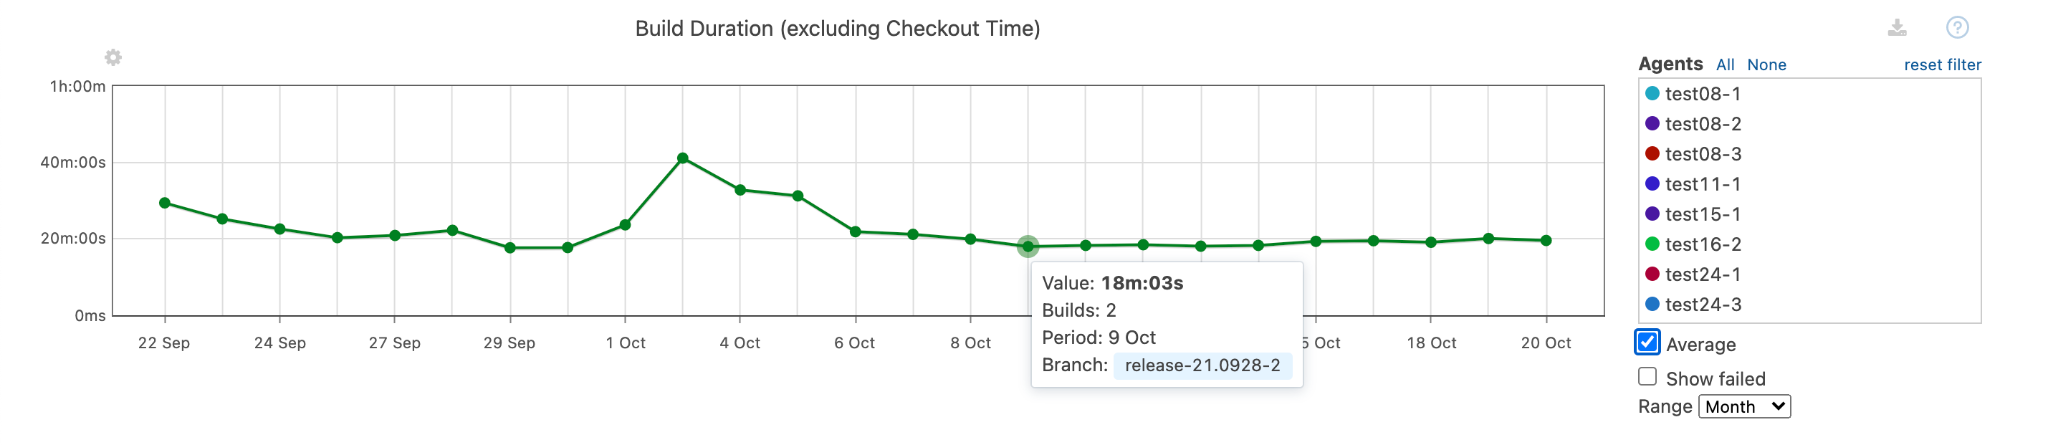 Build Duration (excluding Checkout Time)
?
Agents All None reset filter
1h:00m
40m:00s
20m:00s
0ms
22 Sep 24 Sep 27 Sep 29 Sep 1 Oct 4 Oct 6 Oct 8 Oct 5 Oct 18 Oct 20 Oct
Value: 18m:03s
Builds: 2
Period: 9 Oct
Branch: release-21.0928-2
test08-1
test08-2
test08-3
test11-1
test15-1
test16-2
test24-1
test24-3
Average
Show failed
Range Month